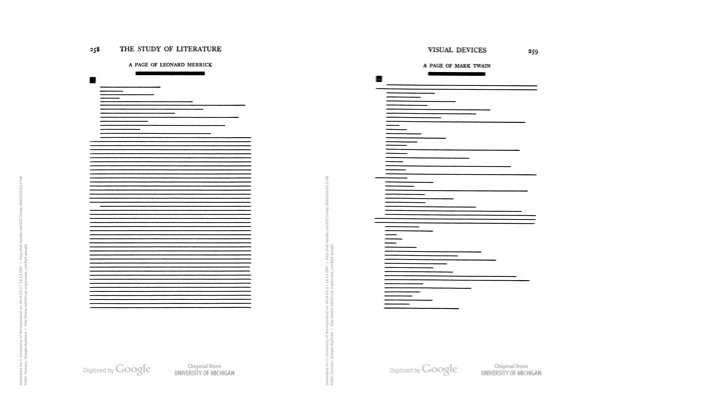 258 THE STUDY OF LITERATURE
A PAGE OF LEONARD MERRICK
Digitized by Google
Original from
UNIVERSITY OF MICHIGAN
VISUAL DEVICES 259
A PAGE OF MARK TWAIN
Digitized by Google
Original from
UNIVERSITY OF MICHIGAN